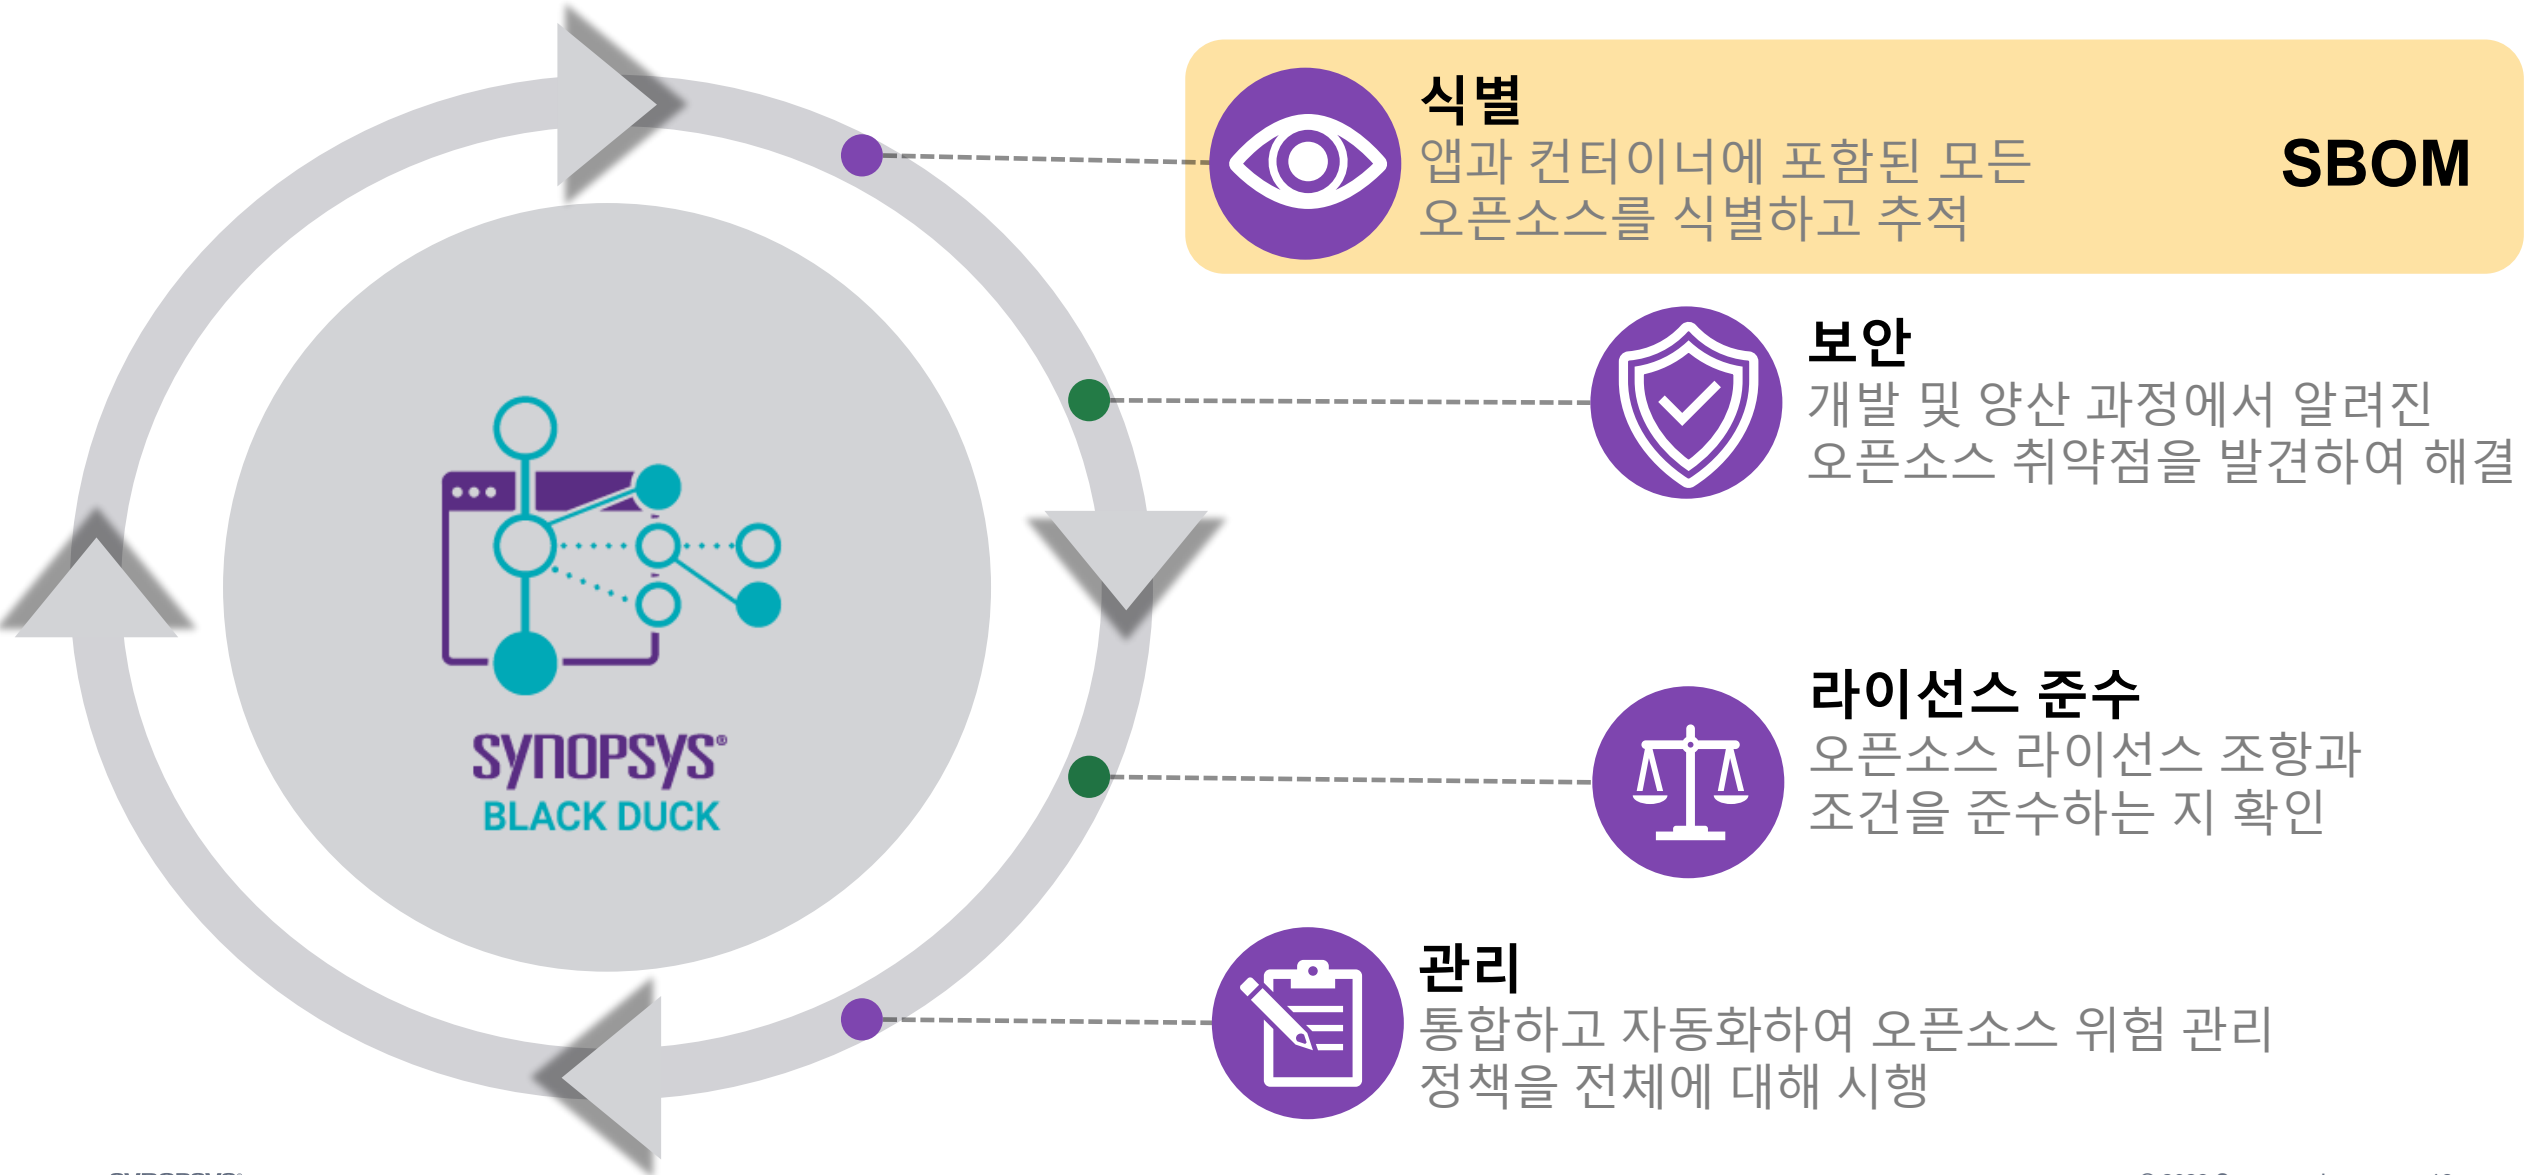 식별
앱과 컨터이너에 포함된 모든
오픈소스를 식별하고 추적
SBOM
보안
개발 및 양산 과정에서 알려진
오픈소스 취약점을 발견하여 해결
SYNOPSYS®
BLACK DUCK
라이선스 준수
오픈소스 라이선스 조항과
조건을 준수하는 지 확인
관리
통합하고 자동화하여 오픈소스 위험 관리
정책을 전체에 대해 시행